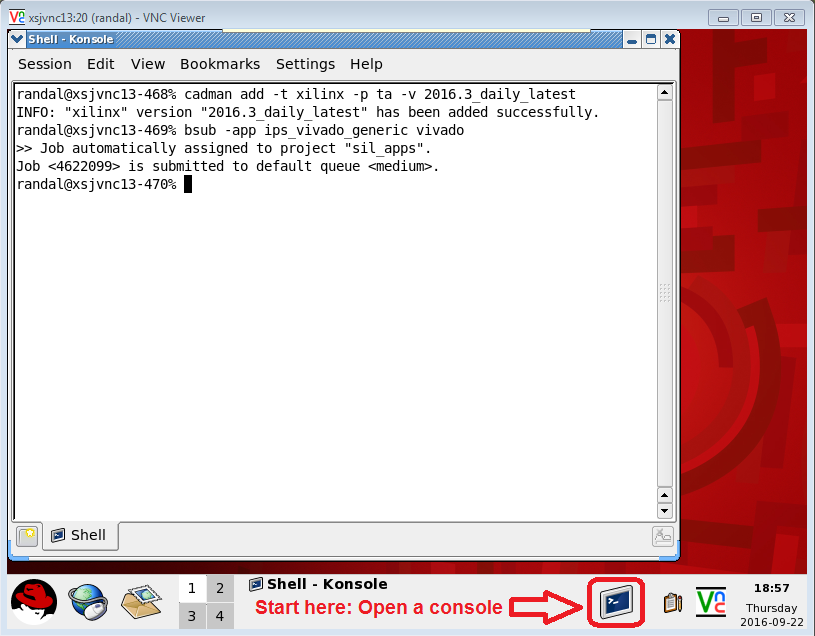 xsjvnc13:20 (randal) - VNC Viewer
Shell - Konsole
Session Edit View Bookmarks Settings Help
randal@xsjvnc13-468% cadman add -t xilinx -p ta -v 2016.3_daily_latest
INFO: "xilinx" version "2016.3_daily_latest" has been added successfully.
randal@xsjvnc13-469% bsub -app ips_vivado_generic vivado
>> Job automatically assigned to project "sil_apps".
Job <4622099> is submitted to default queue <medium>.
randal@xsjvnc13-470%
Shell
1 2
3 4
Shell - Konsole
Start here: Open a console
18:57
Thursday
2016-09-22